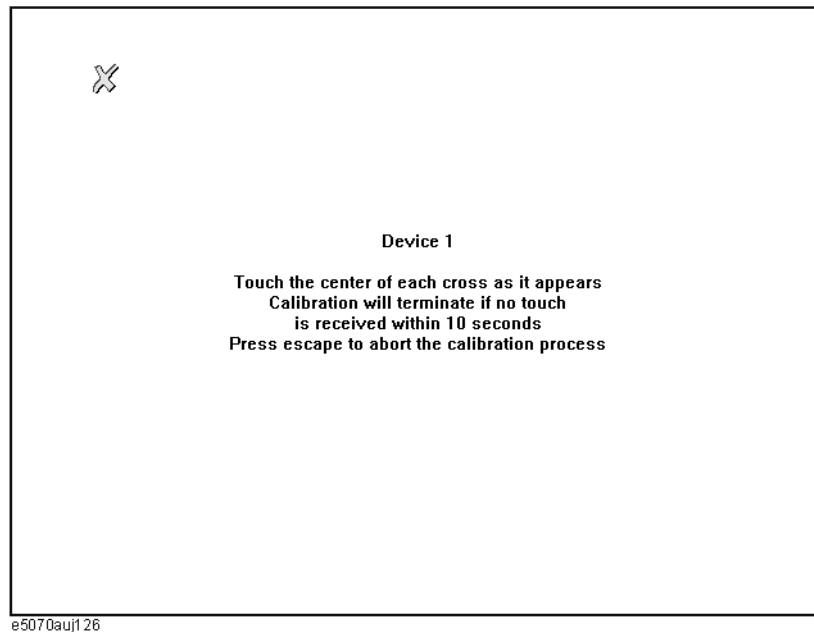 Device 1
Touch the center of each cross as it appears
Calibration will terminate if no touch
is received within 10 seconds
Press escape to abort the calibration process
e5070auj126